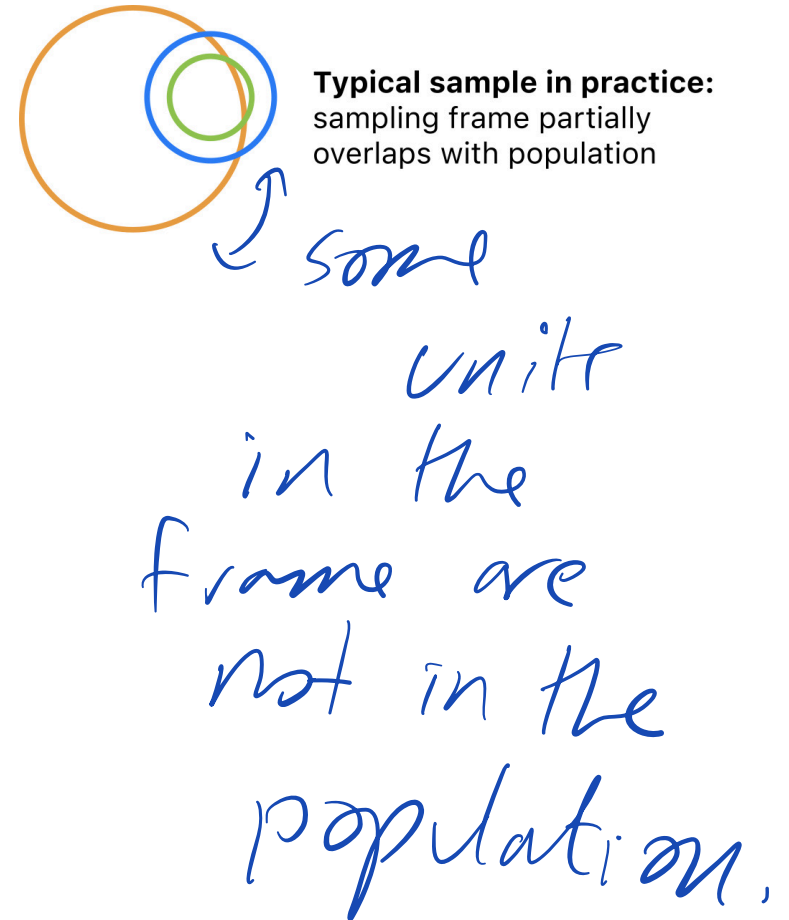 Typical sample in practice:
sampling frame partially
overlaps with population
some
units
in the
frame are
not in the
population.